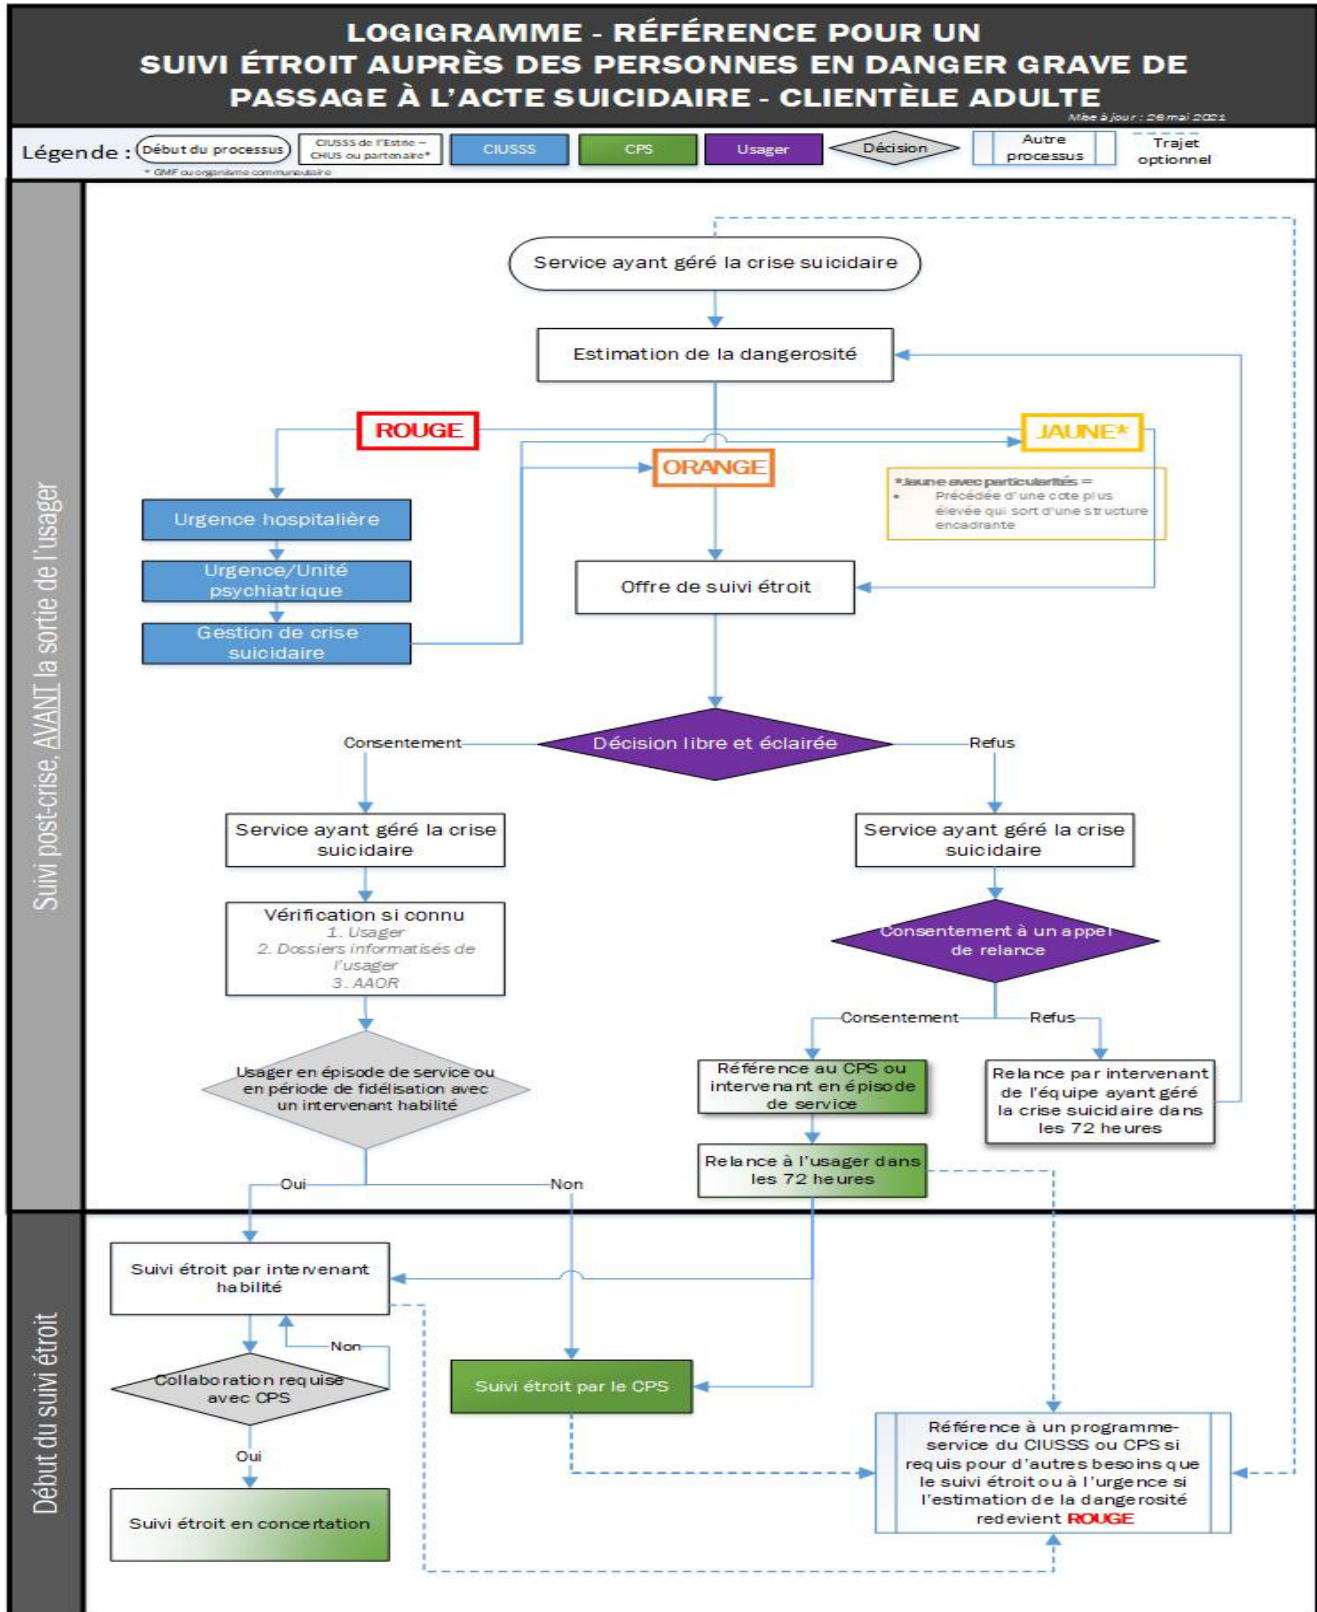 LOGIGRAMME - RÉFÉRENCE POUR UN
SUIVI ÉTROIT AUPRÈS DES PERSONNES EN DANGER GRAVE DE
PASSAGE À L'ACTE SUICIDAIRE - CLIENTÈLE ADULTE
Mise à jour : 28 mai 2021
Légende :
Début du processus
CIUSSS de l'Estrie –
CHUS ou partenaire*
* GMF ou organisme communautaire
CIUSSS
CPS
Usager
Décision
Autre
processus
Trajet
optionnel
Suivi post-crise, AVANT la sortie de l'usager
Service ayant géré la crise suicidaire
Estimation de la dangerosité
ROUGE
JAUNE*
ORANGE
*Jaune avec particularités =
• Précédée d'une cote plus
élevée qui sort d'une structure
encadrante
Urgence hospitalière
Urgence/Unité
psychiatrique
Gestion de crise
suicidaire
Offre de suivi étroit
Décision libre et éclairée
Consentement
Refus
Service ayant géré la crise
suicidaire
Service ayant géré la crise
suicidaire
Vérification si connu
1. Usager
2. Dossiers informatisés de
l'usager
3. AAOR
Consentement à un appel
de relance
Consentement
Refus
Usager en épisode de service ou
en période de fidélisation avec
un intervenant habilité
Référence au CPS ou
intervenant en épisode
de service
Relance par intervenant
de l'équipe ayant géré
la crise suicidaire dans
les 72 heures
Relance à l'usager dans
les 72 heures
Oui
Non
Début du suivi étroit
Suivi étroit par intervenant
habilité
Non
Collaboration requise
avec CPS
Suivi étroit par le CPS
Oui
Suivi étroit en concertation
Référence à un programme-
service du CIUSSS ou CPS si
requis pour d'autres besoins que
le suivi étroit ou à l'urgence si
l'estimation de la dangerosité
redevient ROUGE